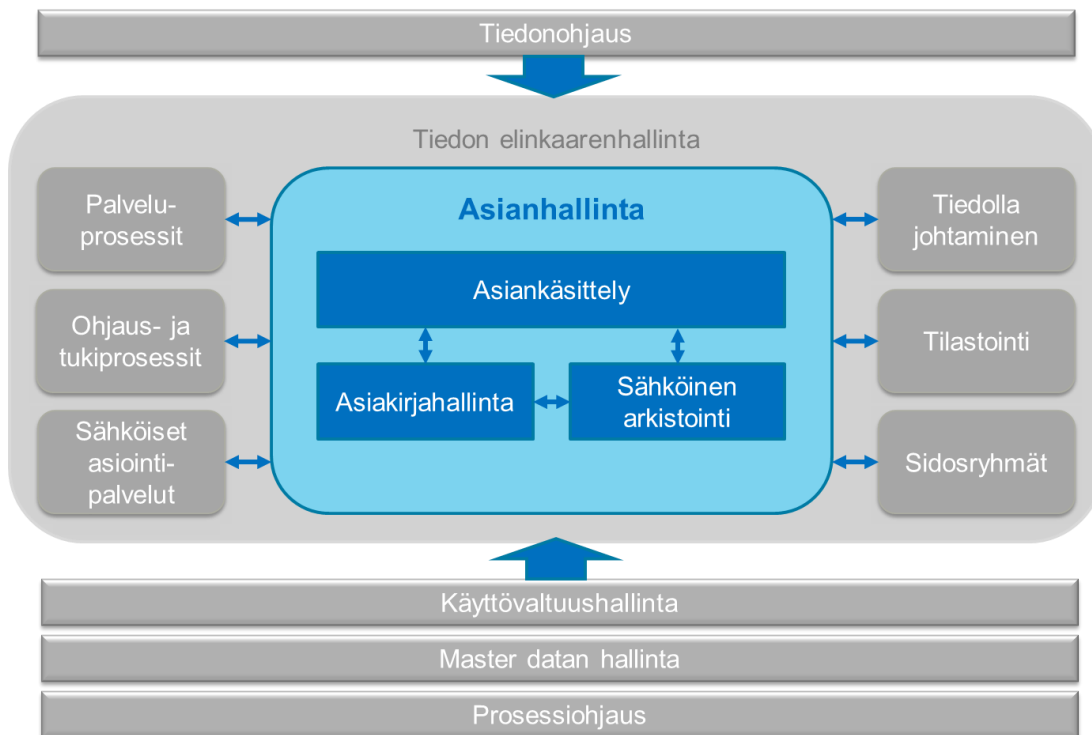 Tiedonohjaus
Tiedon elinkaarenhallinta
Palvelu-
prosessit
Ohjaus- ja
tukiprosessit
Sähköiset
asiointi-
palvelut
Asianhallinta
Asiankäsittely
Asiakirjahallinta
Sähköinen
arkistointi
Tiedolla
johtaminen
Tilastointi
Sidosryhmät
Käyttövaltuushallinta
Master datan hallinta
Prosessiohjaus